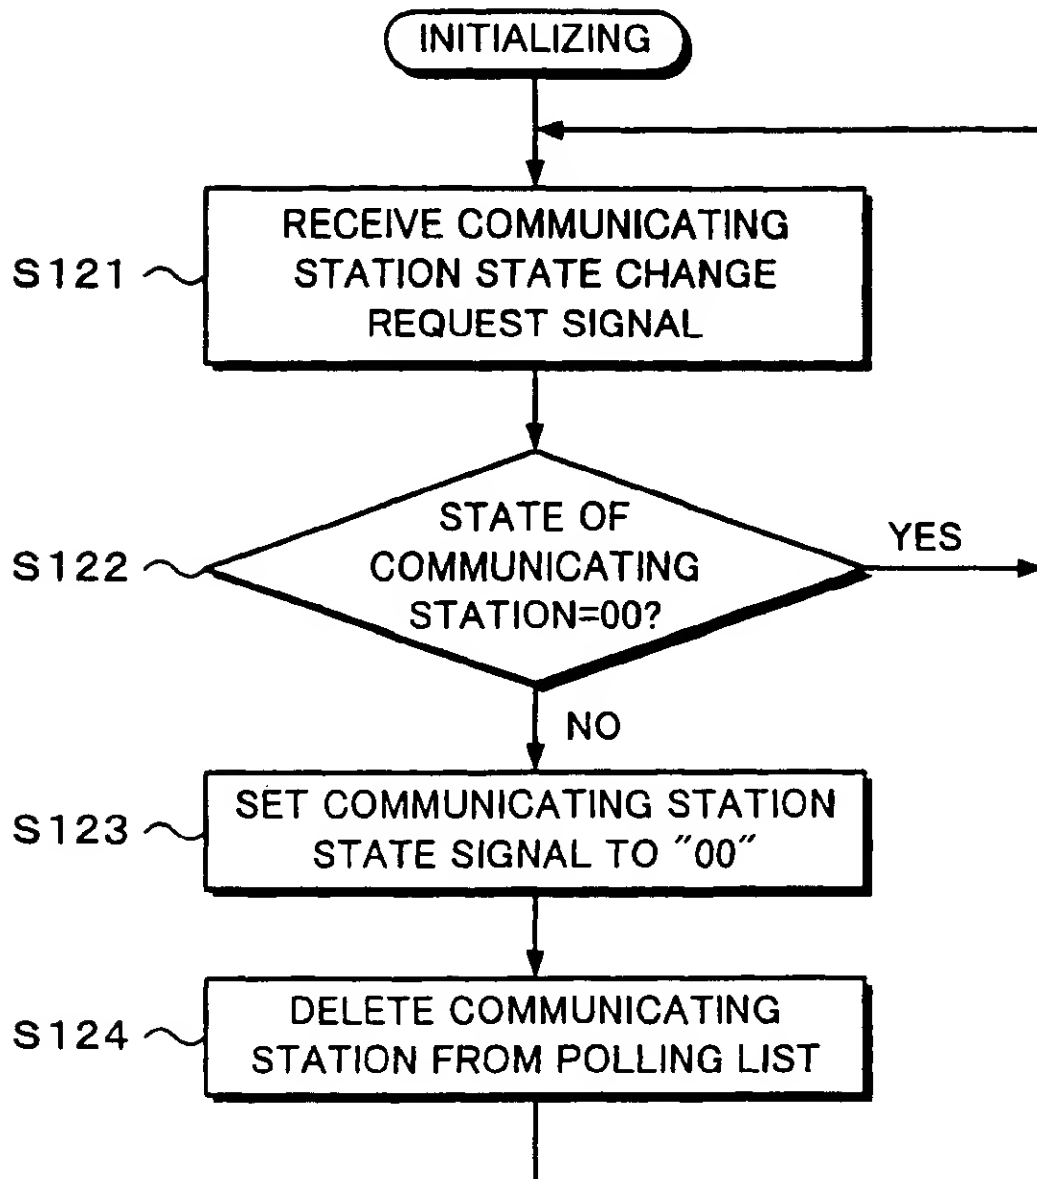 INITIALIZING
S121
RECEIVE COMMUNICATING
STATION STATE CHANGE
REQUEST SIGNAL
S122
STATE OF
COMMUNICATING
STATION=00?
YES
NO
S123
SET COMMUNICATING STATION
STATE SIGNAL TO "00"
S124
DELETE COMMUNICATING
STATION FROM POLLING LIST